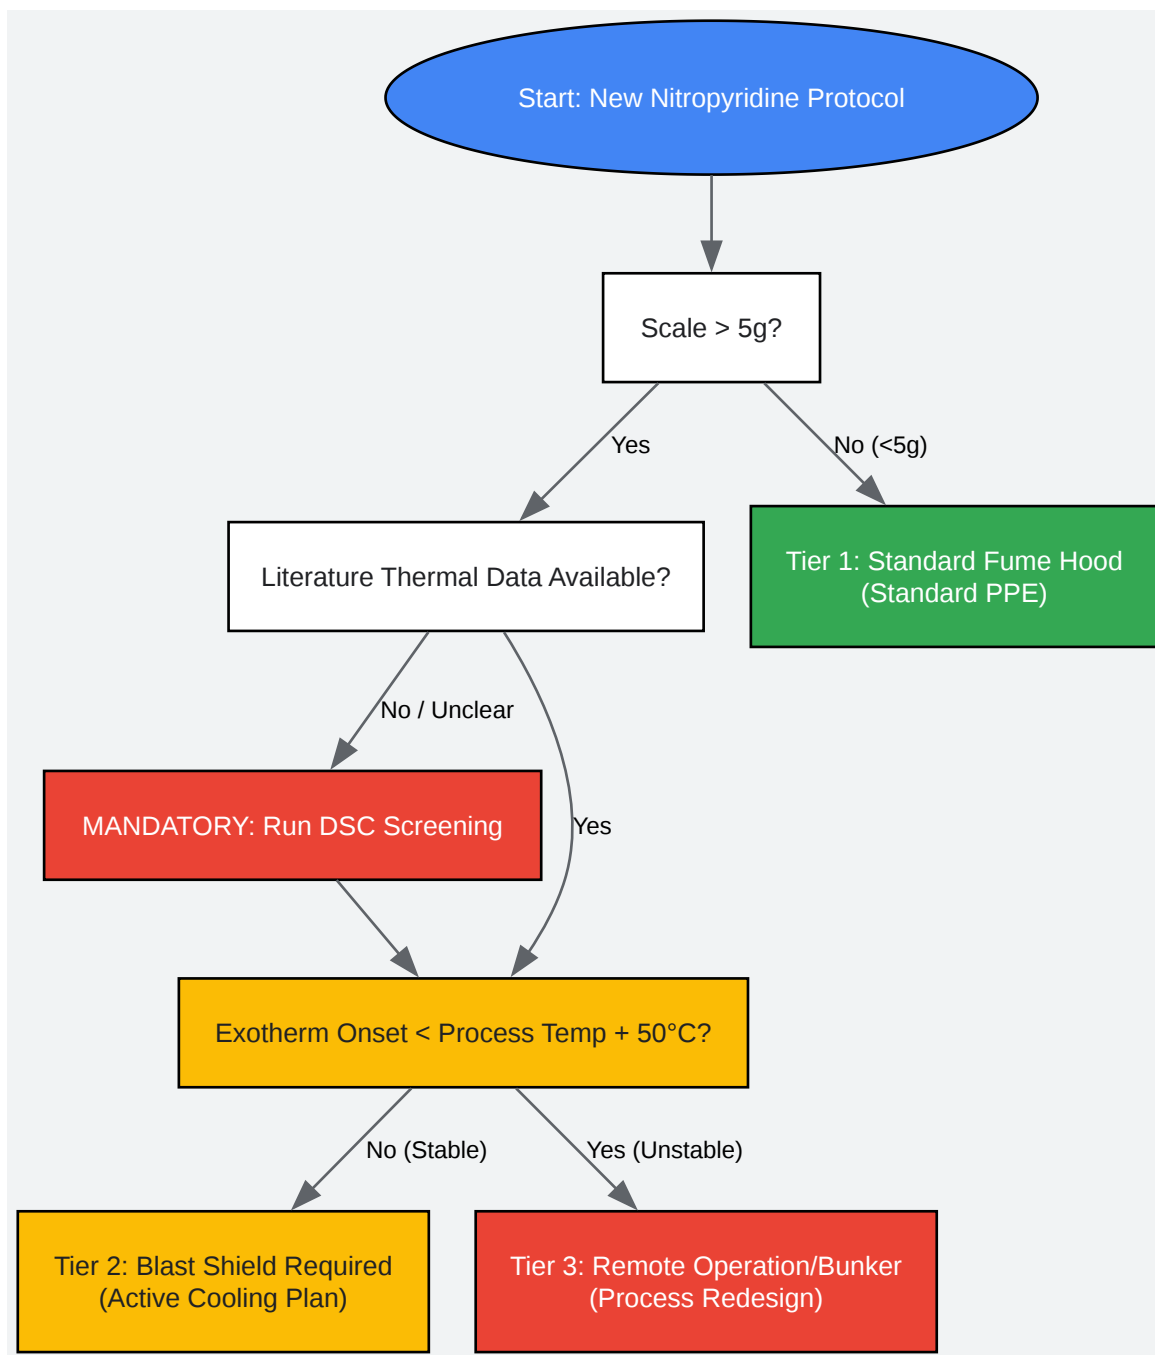 Start: New Nitropyridine Protocol
Scale > 5g?
Yes
No (<5g)
Literature Thermal Data Available?
Tier 1: Standard Fume Hood
(Standard PPE)
No / Unclear
MANDATORY: Run DSC Screening
Yes
Exotherm Onset < Process Temp + 50°C?
No (Stable)
Yes (Unstable)
Tier 2: Blast Shield Required
(Active Cooling Plan)
Tier 3: Remote Operation/Bunker
(Process Redesign)